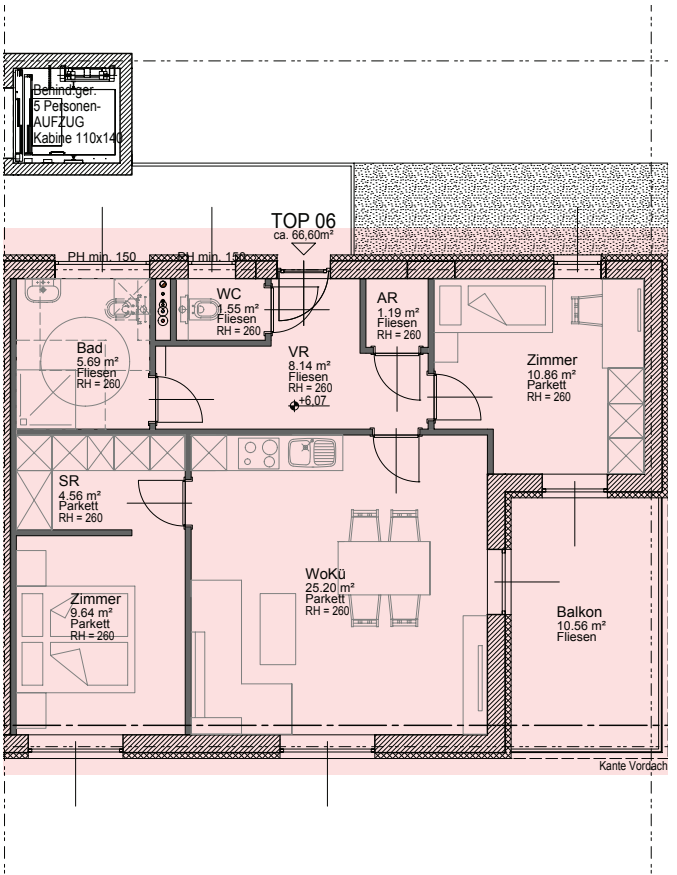 Behind.ger.
5 Personen-
AUFZUG
Kabine 110x140
TOP 06
ca. 66,60m²
PH min. 150
PH min. 150
WC
1.55 m²
Fliesen
RH = 260
AR
1.19 m²
Fliesen
RH = 260
Bad
5.69 m²
Fliesen
RH = 260
VR
8.14 m²
Fliesen
RH = 260
+6,07
Zimmer
10.86 m²
Parkett
RH = 260
SR
4.56 m²
Parkett
RH = 260
WoKü
25.20 m²
Parkett
RH = 260
Zimmer
9.64 m²
Parkett
RH = 260
Balkon
10.56 m²
Fliesen
Kante Vordach